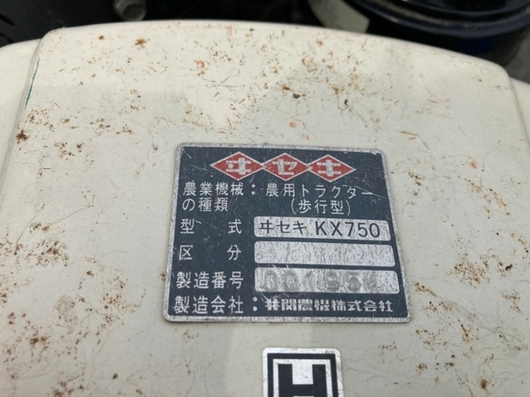 ヰセキ
農業機械: 農用トラクター
の種類 (歩行型)
型式 ヰセキ KX750
区分
製造番号
製造会社: 井関農機株式会社
H